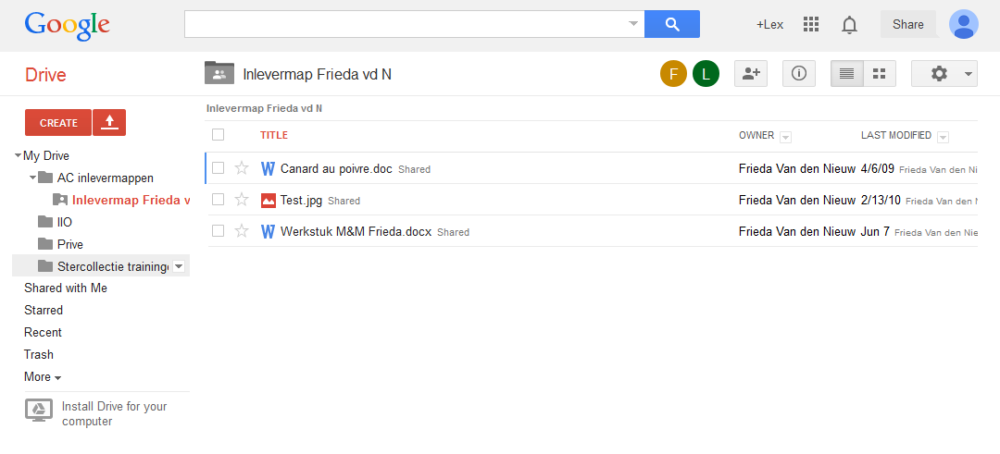 Google
+Lex
Share
Drive
Inlevermap Frieda vd N
F
L
CREATE
Inlevermap Frieda vd N
TITLE OWNER LAST MODIFIED
My Drive
AC inlevermappen
Inlevermap Frieda v
IIO
Prive
Stercollectie training
Shared with Me
Starred
Recent
Trash
More
Install Drive for your
computer
Canard au poivre.doc Shared Frieda Van den Nieuw 4/6/09 Frieda Van den Ni
Test.jpg Shared Frieda Van den Nieuw 2/13/10 Frieda Van den N
Werkstuk M&M Frieda.docx Shared Frieda Van den Nieuw Jun 7 Frieda Van den Nie